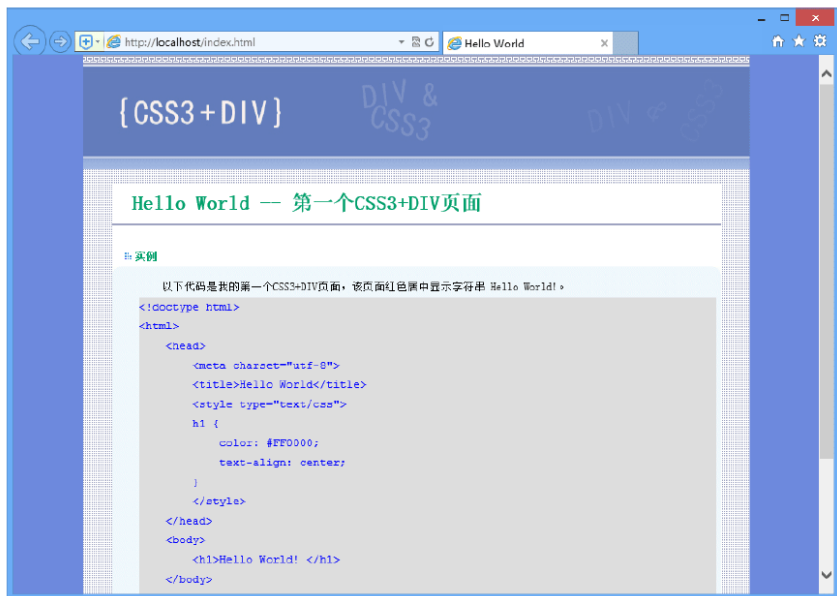 http://localhost/index.html
Hello World
{CSS3+DIV}
DIV &
CSS3
DIV & CSS3
Hello World -- 第一个CSS3+DIV页面
实例
以下代码是我的第一个CSS3+DIV页面，该页面红色居中显示字符串 Hello World!。
<!doctype html>
<html>
<head>
<meta charset="utf-8">
<title>Hello World</title>
<style type="text/css">
h1 {
color: #FF0000;
text-align: center;
}
</style>
</head>
<body>
<h1>Hello World! </h1>
</body>